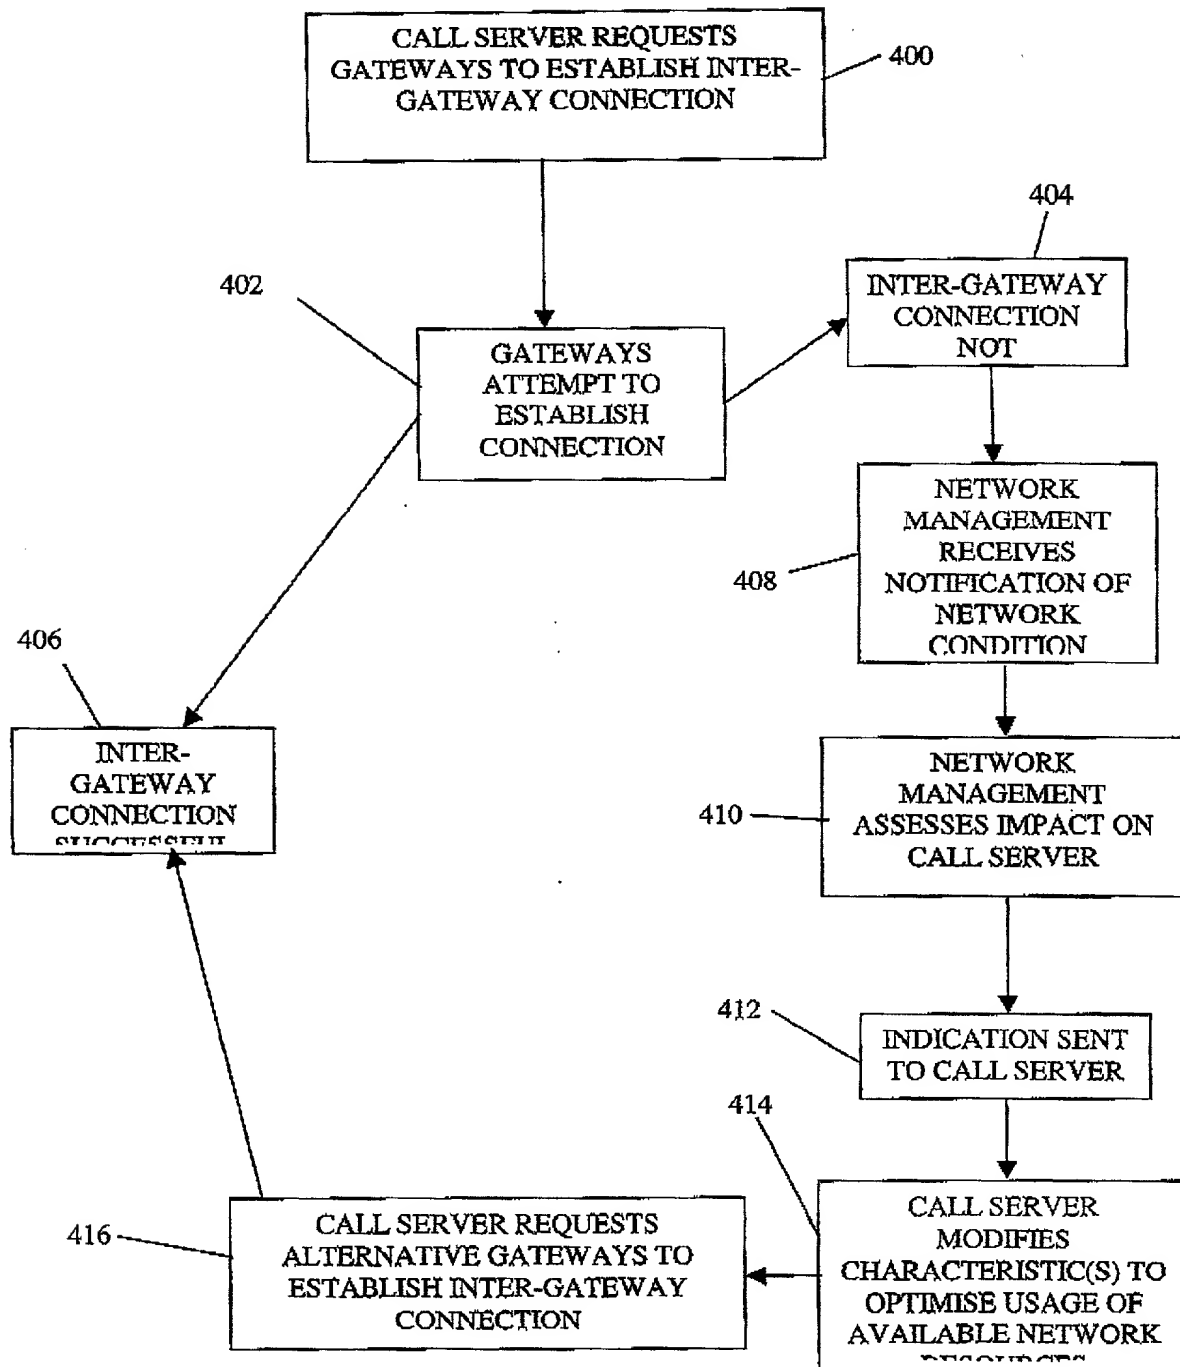 CALL SERVER REQUESTS
GATEWAYS TO ESTABLISH INTER-
GATEWAY CONNECTION
400
404
INTER-GATEWAY
CONNECTION
NOT
402
GATEWAYS
ATTEMPT TO
ESTABLISH
CONNECTION
NETWORK
MANAGEMENT
RECEIVES
NOTIFICATION OF
NETWORK
CONDITION
408
406
INTER-
GATEWAY
CONNECTION
SUCCESSFUL
NETWORK
MANAGEMENT
ASSESSES IMPACT ON
CALL SERVER
410
412
INDICATION SENT
TO CALL SERVER
414
CALL SERVER
MODIFIES
CHARACTERISTIC(S) TO
OPTIMISE USAGE OF
AVAILABLE NETWORK
RESOURCES
416
CALL SERVER REQUESTS
ALTERNATIVE GATEWAYS TO
ESTABLISH INTER-GATEWAY
CONNECTION